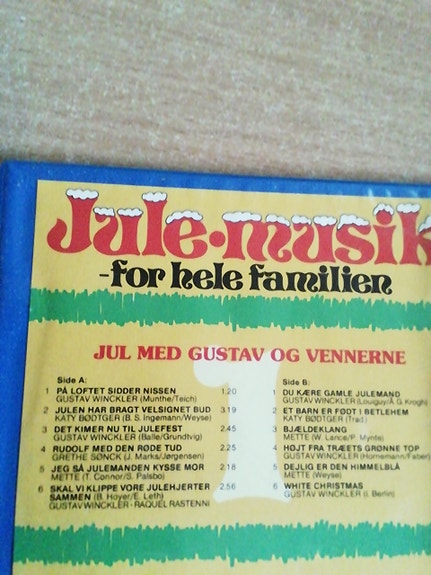 Jule-musik
-for hele familien
1
JUL MED GUSTAV OG VENNERNE
Side A:
1 PÅ LOFTET SIDDER NISSEN 1.20
GUSTAV WINCKLER (Munthe/Teich)
2 JULEN HAR BRAGT VELSIGNET BUD 3.19
KATY BØDTGER (B. S. Ingemann/Weyse)
3 DET KIMER NU TIL JULEFEST 2.45
GUSTAV WINCKLER (Balle/Grundtvig)
4 RUDOLF MED DEN RØDE TUD 2.25
GRETHE SØNCK (J. Marks/Jørgensen)
5 JEG SÅ JULEMANDEN KYSSE MOR 2.18
METTE (T. Connor/S. Palsbo)
6 SKAL VI KLIPPE VORE JULEHJERTER 2.56
SAMMEN (B. Høyer/E. Leth)
GUSTAV WINCKLER - RAQUEL RASTENNI
Side B:
1 DU KÆRE GAMLE JULEMAND
GUSTAV WINCKLER (Louiguy/A.G. Krogh)
2 ET BARN ER FØDT I BETLEHEM
KATY BØDTGER (Trad.)
3 BJÆLDEKLANG
METTE (W. Lance/P. Mynte)
4 HØJT FRA TRÆETS GRØNNE TOP
GUSTAV WINCKLER (Hornemann/Faber)
5 DEJLIG ER DEN HIMMELBLÅ
METTE (Weyse)
6 WHITE CHRISTMAS
GUSTAV WINCKLER (I. Berlin)